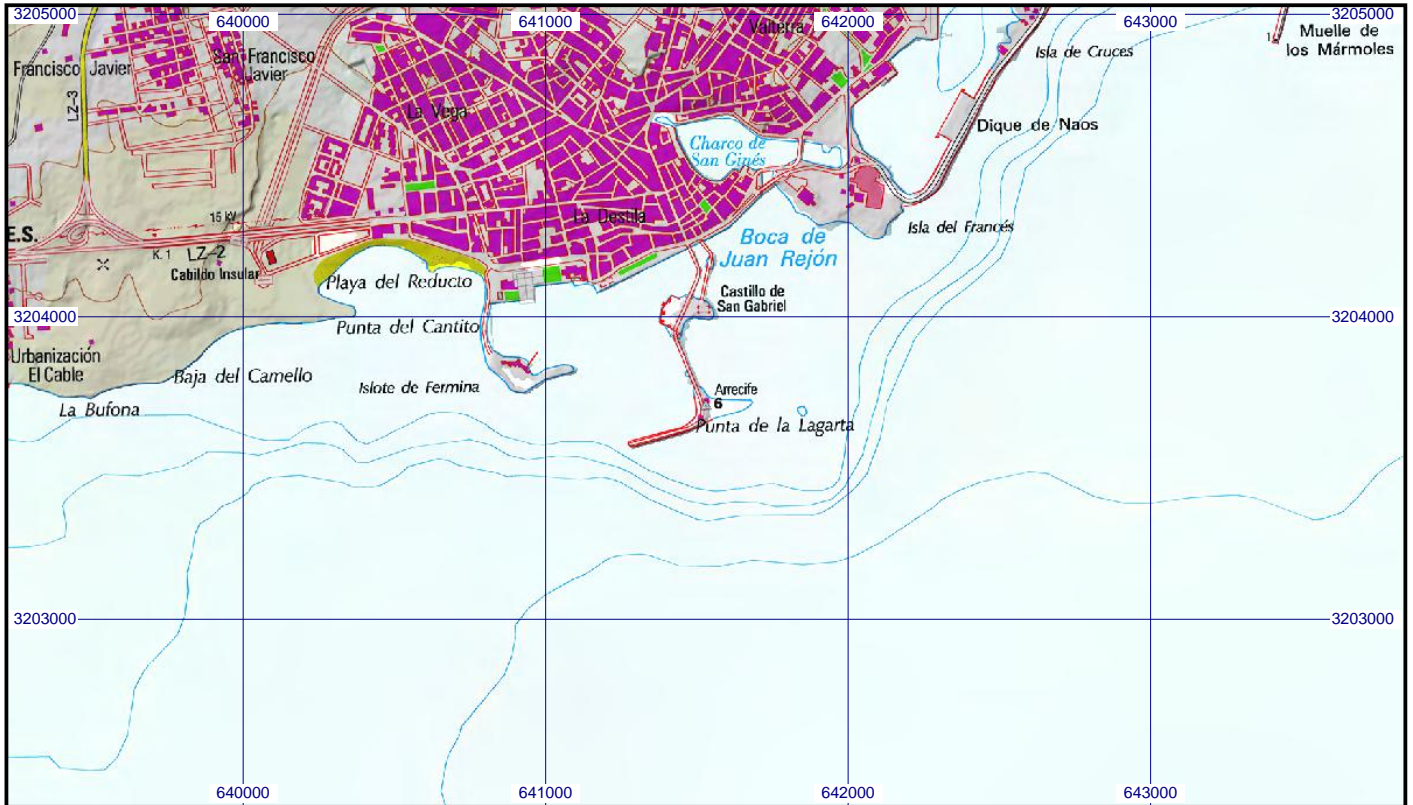 3205000
640000
641000
642000
643000
3205000
Valterra
Isla de Cruces
1
Muelle de
los Mármoles
San Francisco
Javier
Francisco Javier
LZ-3
La Vega
Dique de Naos
Charco de
San Ginés
15 kV
La Destila
Isla del Francés
E.S.
K. 1
LZ-2
Cabildo Insular
Boca de
Juan Rejón
Playa del Reducto
Castillo de
San Gabriel
3204000
Punta del Cantito
3204000
Urbanización
El Cable
Baja del Camello
Islote de Fermina
Arrecife
6
La Bufona
Punta de la Lagarta
3203000
3203000
640000
641000
642000
643000